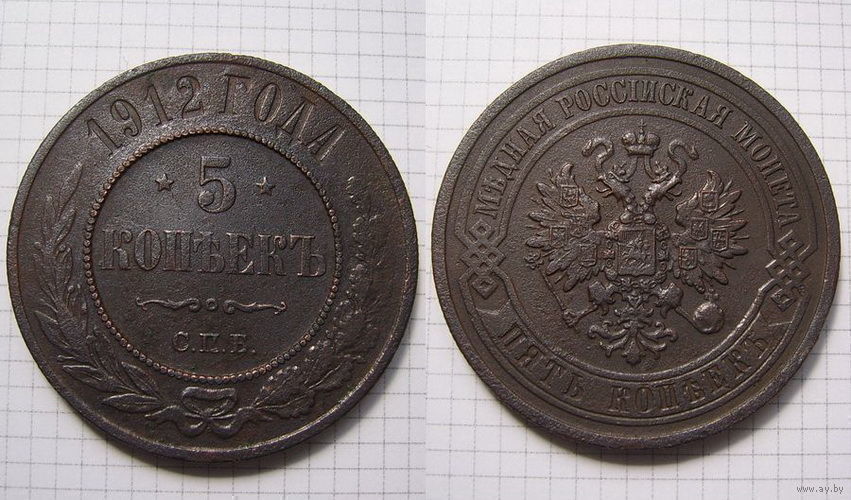 1912 ГОДА
5
КОПѢЕКЪ
С.П.Б.
МѢДНАЯ РОССІЙСКАЯ МОНЕТА
ПЯТЬ КОПѢЕКЪ
www.ay.by